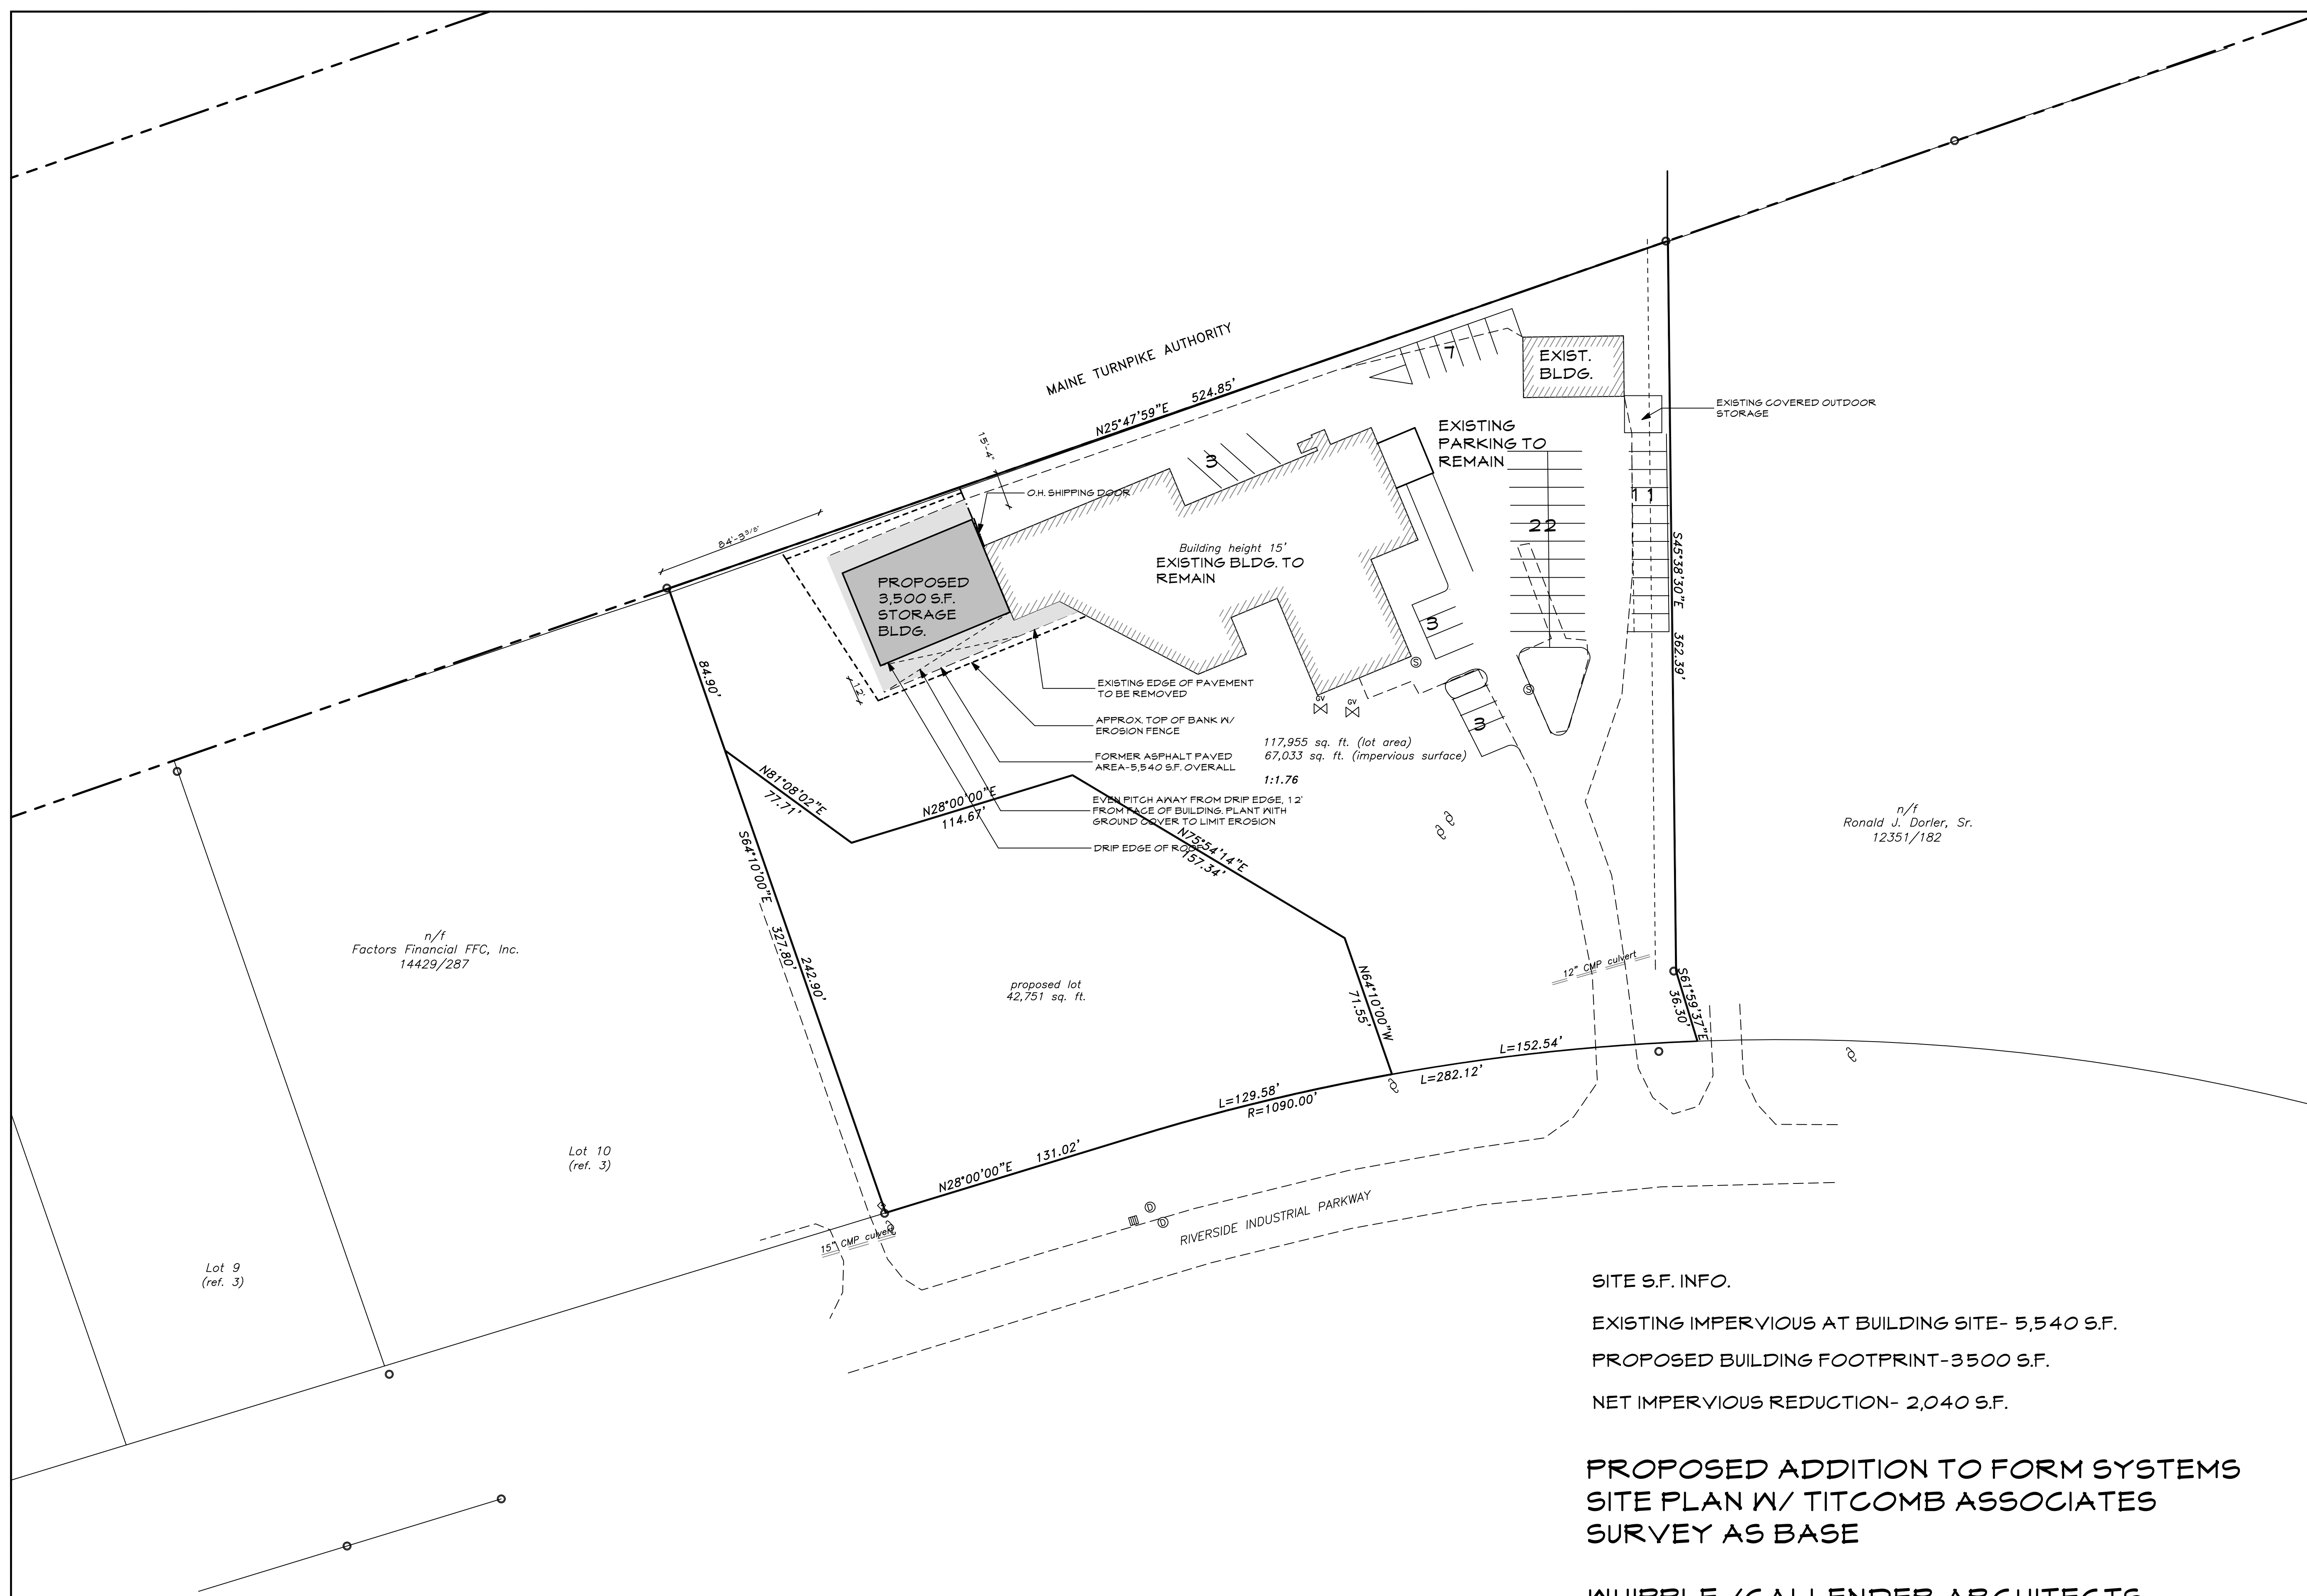 MAINE TURNPIKE AUTHORITY
N25°47'59"E 524.85'
15'-4"
84'-3 3/8"
O.H. SHIPPING DOOR
7
EXIST.
BLDG.
EXISTING COVERED OUTDOOR
STORAGE
EXISTING
PARKING TO
REMAIN
3
11
22
S45°38'30"E 362.39'
Building height 15'
EXISTING BLDG. TO
REMAIN
PROPOSED
3,500 S.F.
STORAGE
BLDG.
3
3
S
S
GV
GV
12'
84.90'
EXISTING EDGE OF PAVEMENT
TO BE REMOVED
APPROX. TOP OF BANK W/
EROSION FENCE
FORMER ASPHALT PAVED
AREA-5,540 S.F. OVERALL
EVEN PITCH AWAY FROM DRIP EDGE, 12'
FROM FACE OF BUILDING. PLANT WITH
GROUND COVER TO LIMIT EROSION
DRIP EDGE OF ROOF
117,955 sq. ft. (lot area)
67,033 sq. ft. (impervious surface)
1:1.76
N81°08'02"E
77.71'
N28°00'00"E
114.67'
N75°54'14"E
157.34'
S64°10'00"E 327.80'
242.90'
N64°10'00"W
71.55'
n/f
Ronald J. Dorler, Sr.
12351/182
n/f
Factors Financial FFC, Inc.
14429/287
proposed lot
42,751 sq. ft.
12" CMP culvert
S61°59'37"E
36.30'
L=152.54'
L=282.12'
L=129.58'
R=1090.00'
N28°00'00"E 131.02'
Lot 10
(ref. 3)
Lot 9
(ref. 3)
15" CMP culvert
D
D
RIVERSIDE INDUSTRIAL PARKWAY
SITE S.F. INFO.
EXISTING IMPERVIOUS AT BUILDING SITE- 5,540 S.F.
PROPOSED BUILDING FOOTPRINT-3500 S.F.
NET IMPERVIOUS REDUCTION- 2,040 S.F.
PROPOSED ADDITION TO FORM SYSTEMS
SITE PLAN W/ TITCOMB ASSOCIATES
SURVEY AS BASE
WHIPPLE/CALLENDER ARCHITECTS